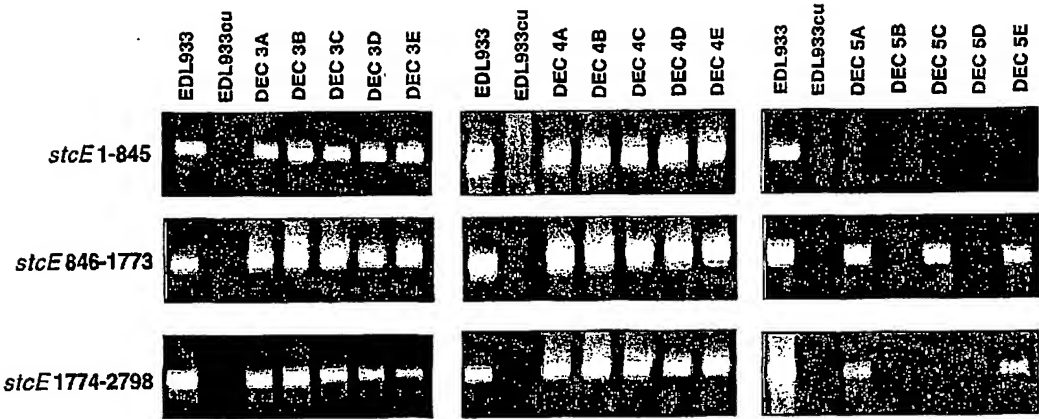 EDL933
EDL933cu
DEC 3A
DEC 3B
DEC 3C
DEC 3D
DEC 3E
EDL933
EDL933cu
DEC 4A
DEC 4B
DEC 4C
DEC 4D
DEC 4E
EDL933
EDL933cu
DEC 5A
DEC 5B
DEC 5C
DEC 5D
DEC 5E
stcE 1-845
stcE 846-1773
stcE 1774-2798